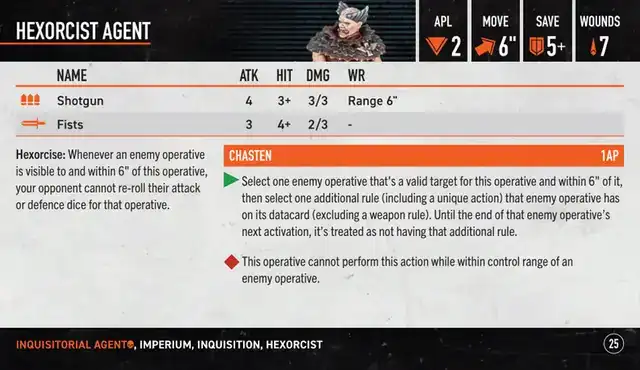 HEXORCIST AGENT
APL
2
MOVE
6"
SAVE
5+
WOUNDS
7
NAME ATK HIT DMG WR
Shotgun 4 3+ 3/3 Range 6"
Fists 3 4+ 2/3 -
Hexorcise: Whenever an enemy operative
is visible to and within 6" of this operative,
your opponent cannot re-roll their attack
or defence dice for that operative.
CHASTEN 1AP
Select one enemy operative that's a valid target for this operative and within 6" of it,
then select one additional rule (including a unique action) that enemy operative has
on its datacard (excluding a weapon rule). Until the end of that enemy operative's
next activation, it's treated as not having that additional rule.
This operative cannot perform this action while within control range of an
enemy operative.
INQUISITORIAL AGENT, IMPERIUM, INQUISITION, HEXORCIST
25